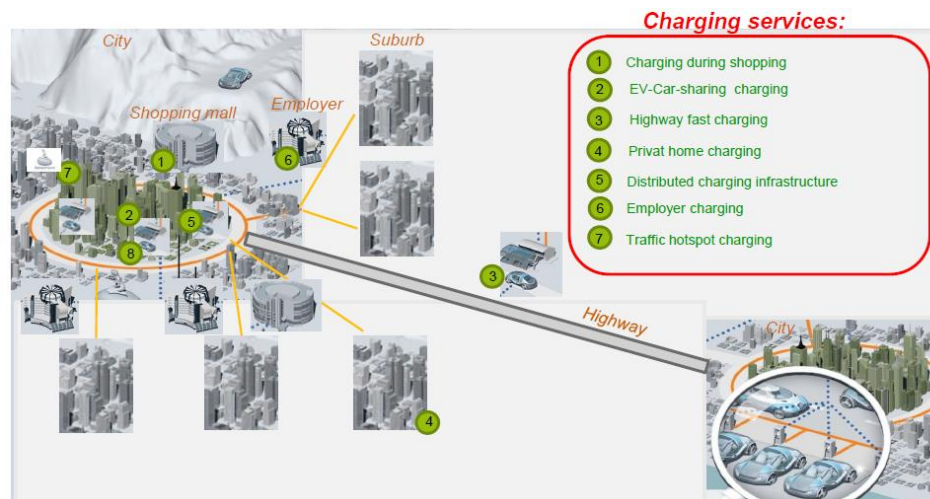 Charging services:
City
Suburb
Shopping mall
Employer
1
6
7
2
5
8
3
Highway
City
4
1 Charging during shopping
2 EV-Car-sharing charging
3 Highway fast charging
4 Privat home charging
5 Distributed charging infrastructure
6 Employer charging
7 Traffic hotspot charging